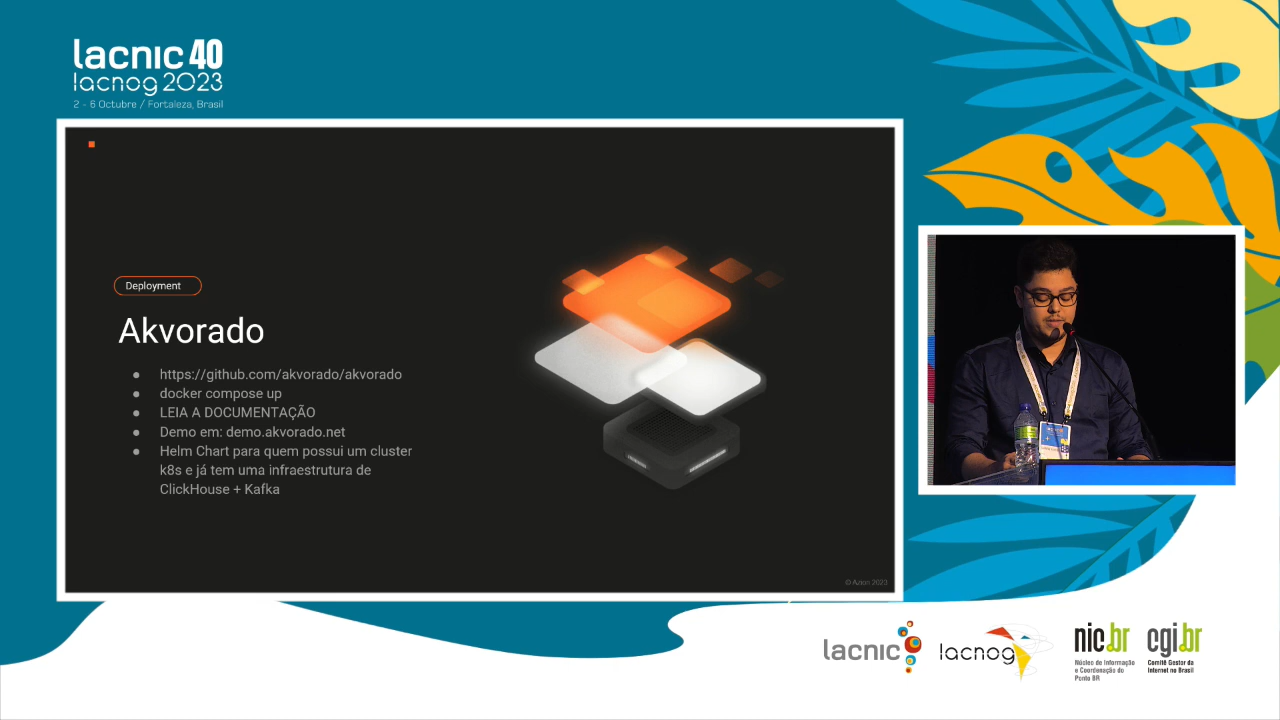 lacnic 40
lacnog 2023
2 - 6 Octubre / Fortaleza, Brasil
Deployment
Akvorado
https://github.com/akvorado/akvorado
docker compose up
LEIA A DOCUMENTAÇÃO
Demo em: demo.akvorado.net
Helm Chart para quem possui um cluster
k8s e já tem uma infraestrutura de
ClickHouse + Kafka
© Azion 2023
lacnic
lacnog
nic.br
Núcleo de Informação
e Coordenação do
Ponto BR
cgi.br
Comitê Gestor da
Internet no Brasil